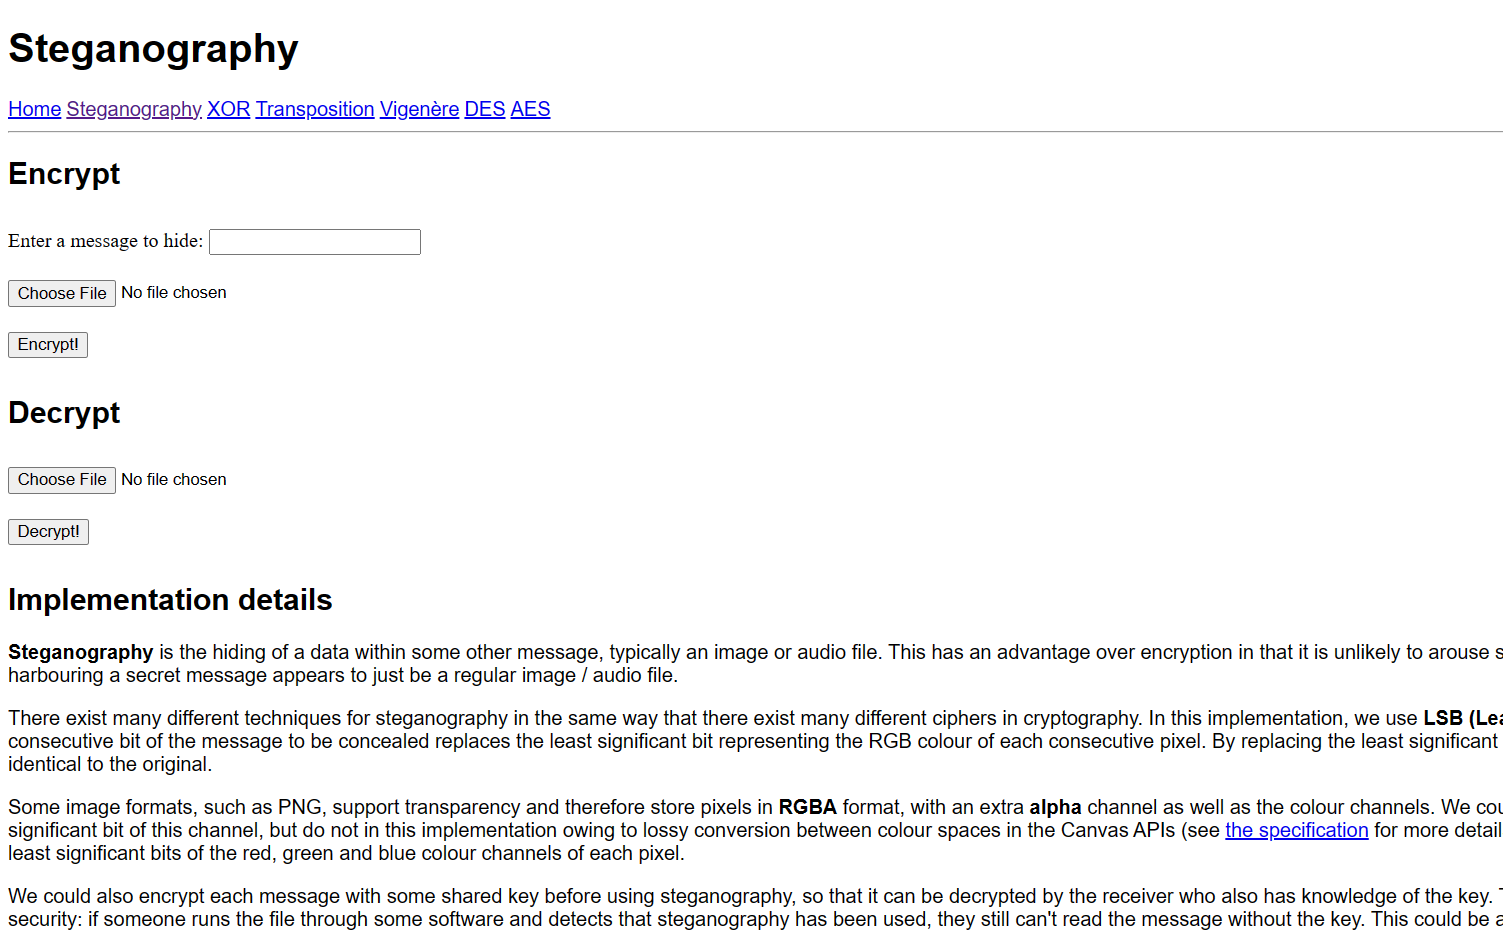 Steganography
Home Steganography XOR Transposition Vigenère DES AES
Encrypt
Enter a message to hide:
Choose File No file chosen
Encrypt!
Decrypt
Choose File No file chosen
Decrypt!
Implementation details
Steganography is the hiding of a data within some other message, typically an image or audio file. This has an advantage over encryption in that it is unlikely to arouse
harbouring a secret message appears to just be a regular image / audio file.
There exist many different techniques for steganography in the same way that there exist many different ciphers in cryptography. In this implementation, we use LSB
consecutive bit of the message to be concealed replaces the least significant bit representing the RGB colour of each consecutive pixel. By replacing the least significant
identical to the original.
Some image formats, such as PNG, support transparency and therefore store pixels in RGBA format, with an extra alpha channel as well as the colour channels. We
significant bit of this channel, but do not in this implementation owing to lossy conversion between colour spaces in the Canvas APIs (see the specification for more
least significant bits of the red, green and blue colour channels of each pixel.
We could also encrypt each message with some shared key before using steganography, so that it can be decrypted by the receiver who also has knowledge of the key.
security: if someone runs the file through some software and detects that steganography has been used, they still can't read the message without the key. This could be